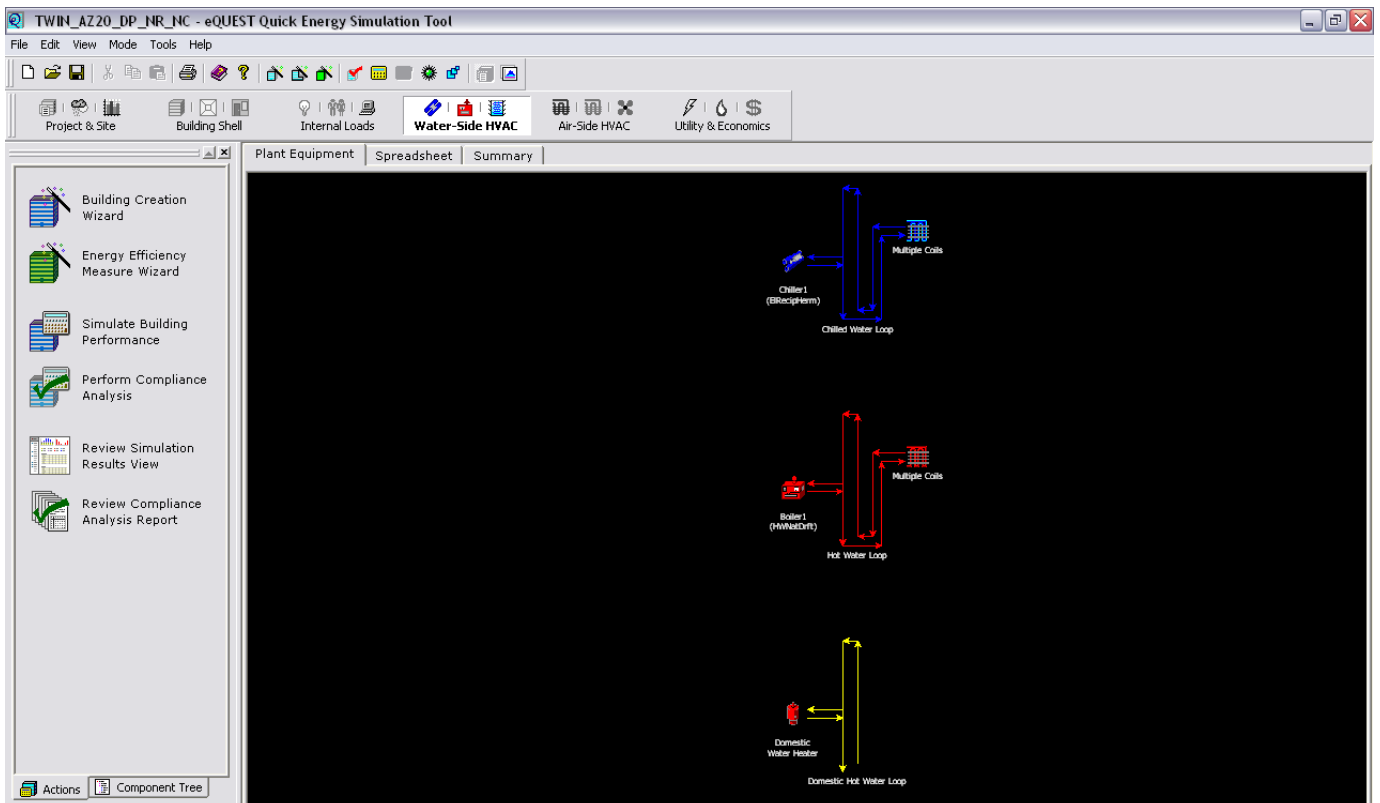 TWIN_AZ20_DP_NR_NC - eQUEST Quick Energy Simulation Tool
File Edit View Mode Tools Help
Project & Site Building Shell Internal Loads Water-Side HVAC Air-Side HVAC Utility & Economics
Plant Equipment Spreadsheet Summary
Building Creation
Wizard
Energy Efficiency
Measure Wizard
Simulate Building
Performance
Perform Compliance
Analysis
Review Simulation
Results View
Review Compliance
Analysis Report
Actions Component Tree
Multiple Coils
Chiller1
(ElRecipHerm)
Chilled Water Loop
Multiple Coils
Boiler1
(HWNatDrft)
Hot Water Loop
Domestic
Water Heater
Domestic Hot Water Loop